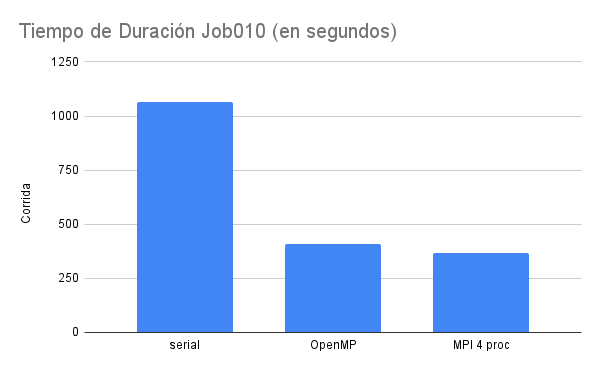 Tiempo de Duración Job010 (en segundos)
1250
1000
750
500
250
0
Corrida
serial
OpenMP
MPI 4 proc